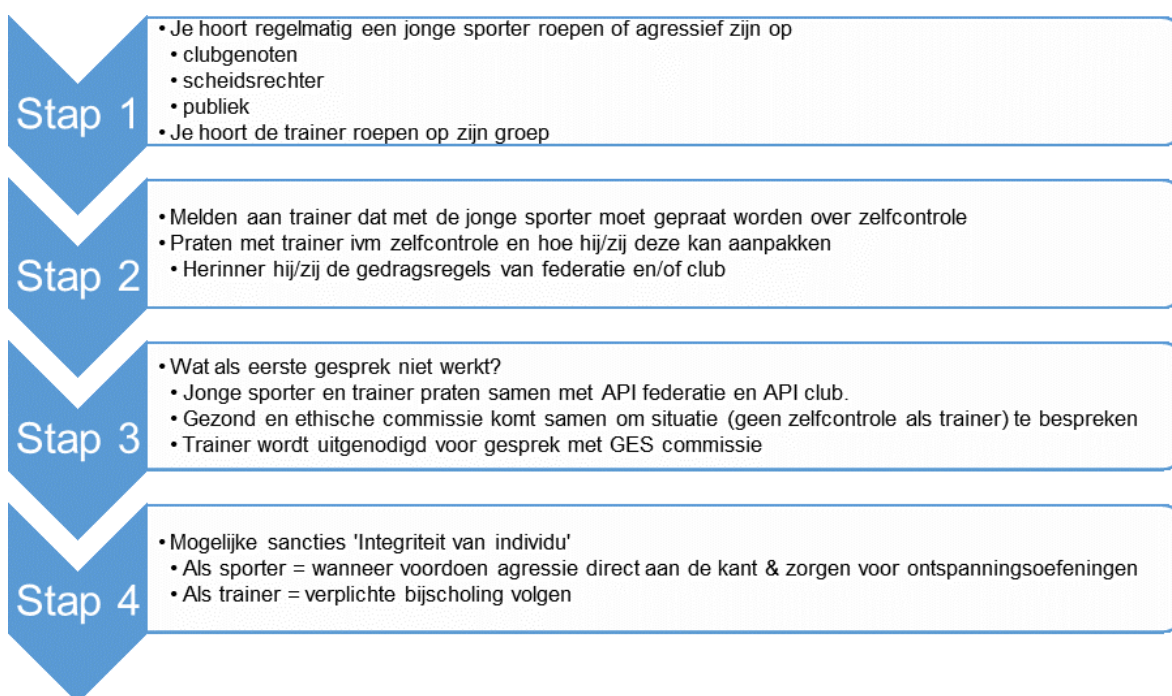 Stap 1
• Je hoort regelmatig een jonge sporter roepen of agressief zijn op
• clubgenoten
• scheidsrechter
• publiek
• Je hoort de trainer roepen op zijn groep
Stap 2
• Melden aan trainer dat met de jonge sporter moet gepraat worden over zelfcontrole
• Praten met trainer ivm zelfcontrole en hoe hij/zij deze kan aanpakken
• Herinner hij/zij de gedragsregels van federatie en/of club
Stap 3
• Wat als eerste gesprek niet werkt?
• Jonge sporter en trainer praten samen met API federatie en API club.
• Gezond en ethische commissie komt samen om situatie (geen zelfcontrole als trainer) te bespreken
• Trainer wordt uitgenodigd voor gesprek met GES commissie
Stap 4
• Mogelijke sancties 'Integriteit van individu'
• Als sporter = wanneer voordoen agressie direct aan de kant & zorgen voor ontspanningsoefeningen
• Als trainer = verplichte bijscholing volgen